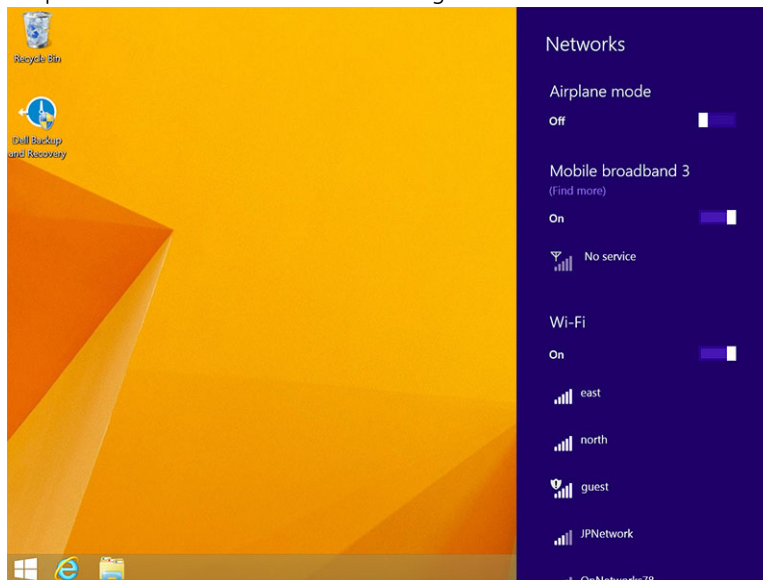 Recycle Bin
Dell Backup
and Recovery
Networks
Airplane mode
Off
Mobile broadband 3
(Find more)
On
No service
Wi-Fi
On
east
north
guest
JPNetwork